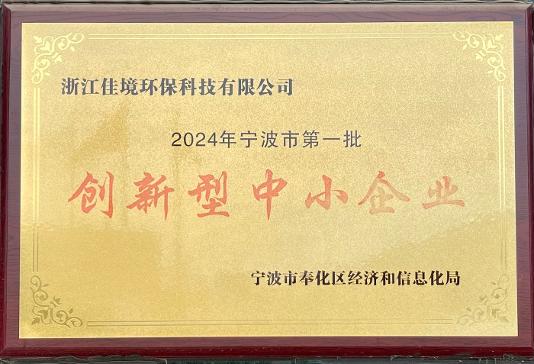 浙江佳境环保科技有限公司
2024年宁波市第一批
创新型中小企业
宁波市奉化区经济和信息化局